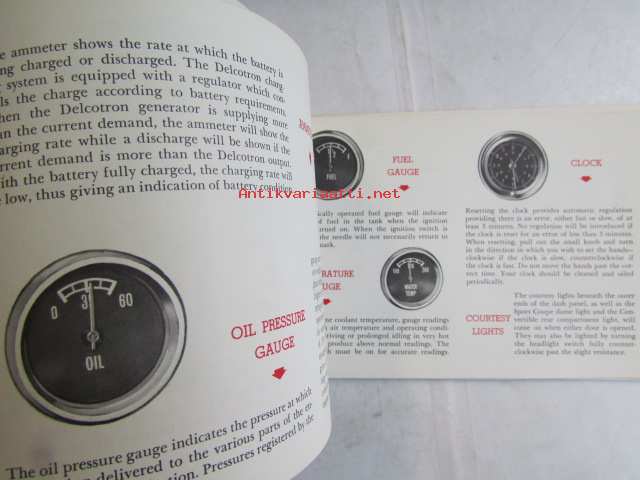 ammeter shows the rate at which the battery is
charged or discharged. The Delcotron
system is equipped with a regulator which
the charge according to battery requirements.
the Delcotron generator is supplying more
the current demand, the ammeter will show the
rate while a discharge will be shown if the
demand is more than the Delcotron output.
the battery fully charged, the charging rate will
low, thus giving an indication of battery condition
0 30 60
OIL
OIL PRESSURE
GAUGE
The oil pressure gauge indicates the pressure at which
delivered to the various parts of the
Pressures registered by the
Antikvariaatti.net
FUEL
FUEL
GAUGE
operated fuel gauge will indicate
of fuel in the tank when the ignition
turned on. When the ignition switch is
the needle will not necessarily return to
GAUGE
WATER
TEMP
coolant temperature, gauge readings
air temperature and operating
driving or prolonged idling in very hot
produce above normal readings. The
must be on for accurate readings.
CLOCK
Resetting the clock provides automatic regulation
providing there is an error, either fast or slow, of at
least 5 minutes. No regulation will be introduced if
the clock is reset for an error of less than 5 minutes.
When resetting, pull out the small knob and turn
in the direction in which you wish to set the hands—
clockwise if the clock is slow, counterclockwise if
the clock is fast. Do not move the hands past the
rect time. Your clock should be cleaned and oiled
periodically.
COURTESY
LIGHTS
The courtesy lights beneath the outer
ends of the dash panel, as well as the
Sport Coupe dome light and the
vertible rear compartment light, will
come on when either door is opened.
They may also be lighted by turning
the headlight switch fully
clockwise past the slight resistance.